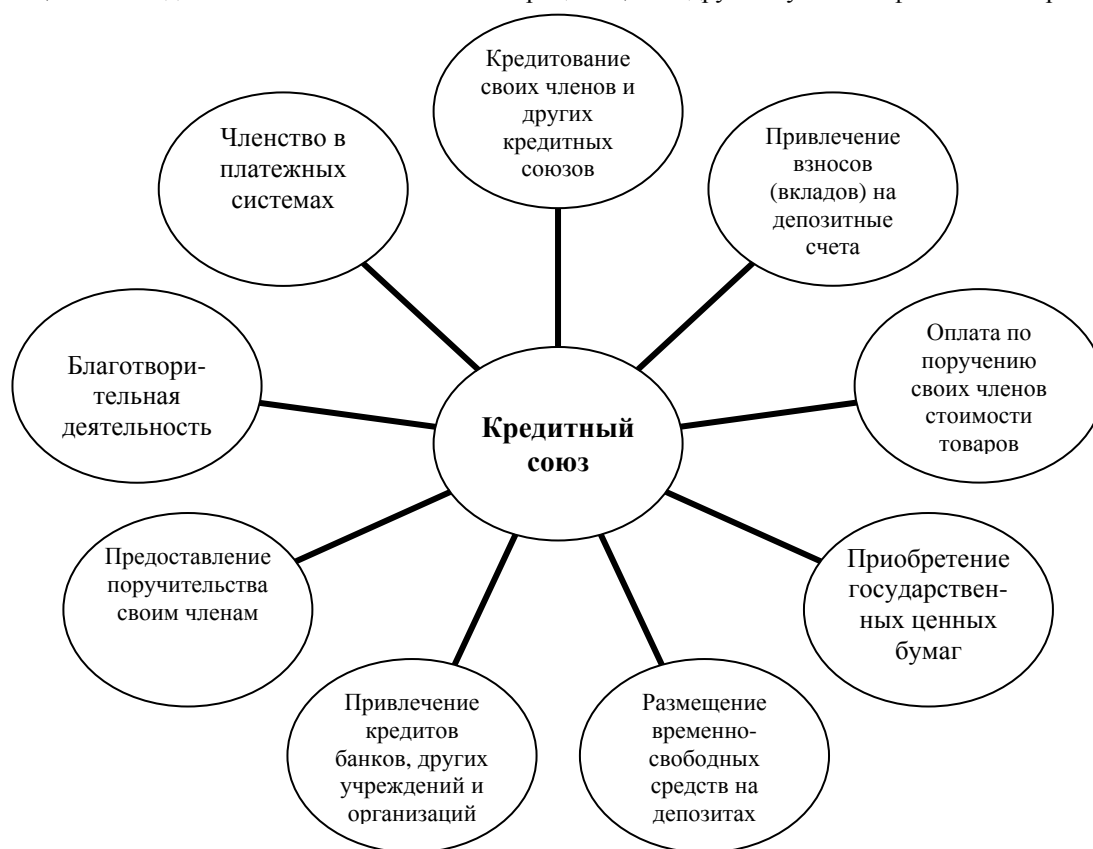 Кредитование
своих членов и
других
кредитных
союзов
Привлечение
взносов
(вкладов) на
депозитные
счета
Оплата по
поручению
своих членов
стоимости
товаров
Приобретение
государствен-
ных ценных
бумаг
Размещение
временно-
свободных
средств на
депозитах
Привлечение
кредитов
банков, других
учреждений и
организаций
Предоставление
поручительства
своим членам
Благотвори-
тельная
деятельность
Членство в
платежных
системах
Кредитный
союз